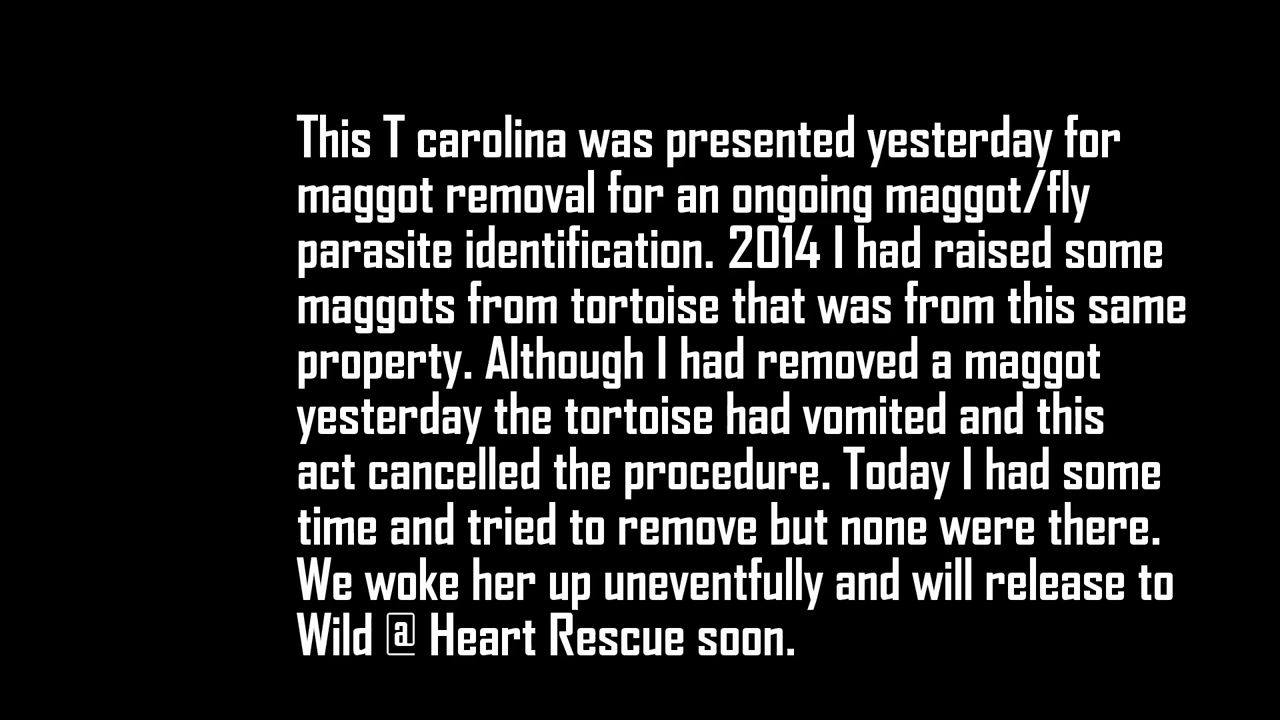 This T carolina was presented yesterday for
maggot removal for an ongoing maggot/fly
parasite identification. 2014 I had raised some
maggots from tortoise that was from this same
property. Although I had removed a maggot
yesterday the tortoise had vomited and this
act cancelled the procedure. Today I had some
time and tried to remove but none were there.
We woke her up uneventfully and will release to
Wild @ Heart Rescue soon.